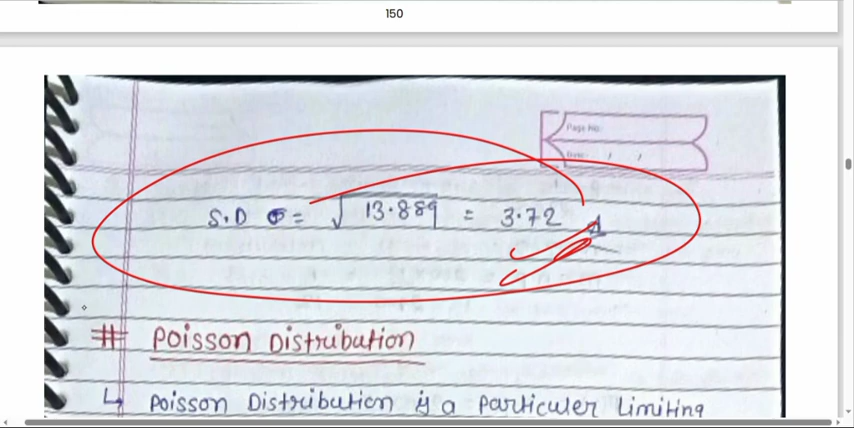 150
Page No.
Date: / /
S.D σ = √13.889 = 3.72
# Poisson Distribution
↳ Poisson Distribution is a Particuler Limiting